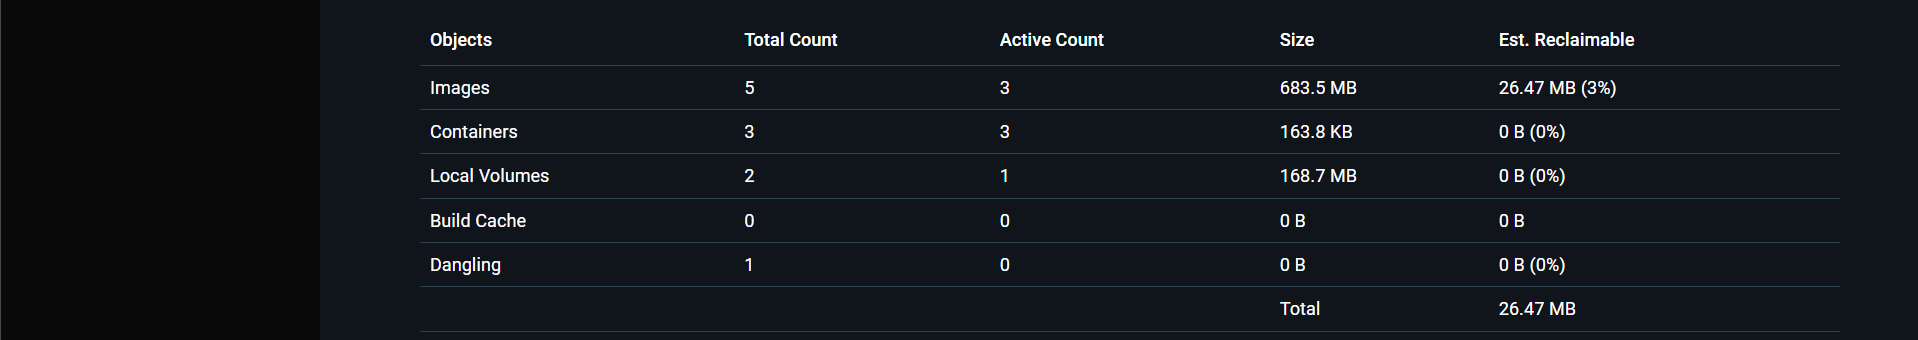 Objects Total Count Active Count Size Est. Reclaimable
Images 5 3 683.5 MB 26.47 MB (3%)
Containers 3 3 163.8 KB 0 B (0%)
Local Volumes 2 1 168.7 MB 0 B (0%)
Build Cache 0 0 0 B 0 B
Dangling 1 0 0 B 0 B (0%)
Total 26.47 MB